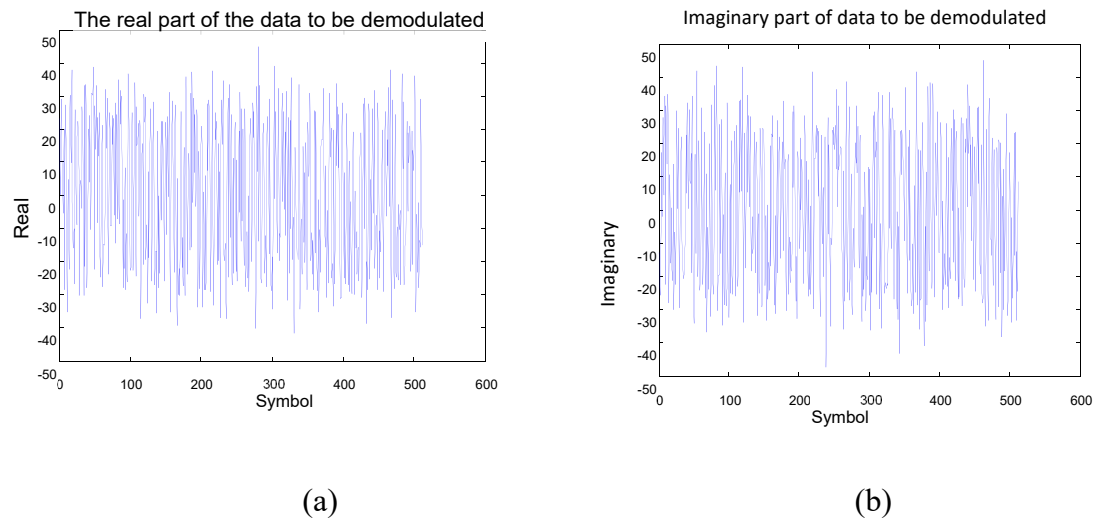 The real part of the data to be demodulated
50
40
30
20
10
0
-10
-20
-30
-40
-50
Real
0 100 200 300 400 500 600
Symbol
(a)
Imaginary part of data to be demodulated
50
40
30
20
10
0
-10
-20
-30
-40
-50
Imaginary
0 100 200 300 400 500 600
Symbol
(b)